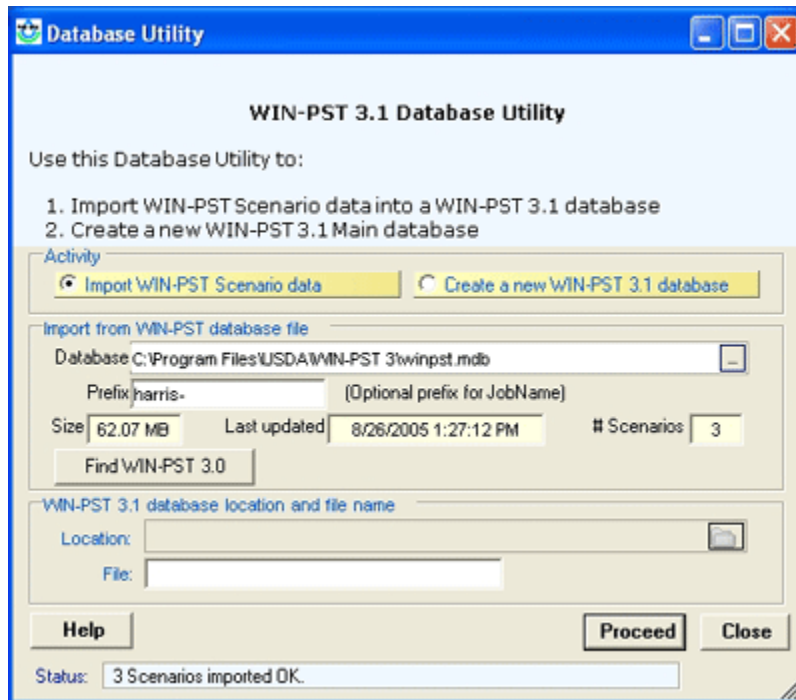 Database Utility
WIN-PST 3.1 Database Utility
Use this Database Utility to:
1. Import WIN-PST Scenario data into a WIN-PST 3.1 database
2. Create a new WIN-PST 3.1 Main database
Activity
Import WIN-PST Scenario data Create a new WIN-PST 3.1 database
Import from WIN-PST database file
Database C:\Program Files\USDA\WIN-PST 3\winpst.mdb ...
Prefix harris- (Optional prefix for JobName)
Size 62.07 MB Last updated 8/26/2005 1:27:12 PM # Scenarios 3
Find WIN-PST 3.0
WIN-PST 3.1 database location and file name
Location:
File:
Help Proceed Close
Status: 3 Scenarios imported OK.